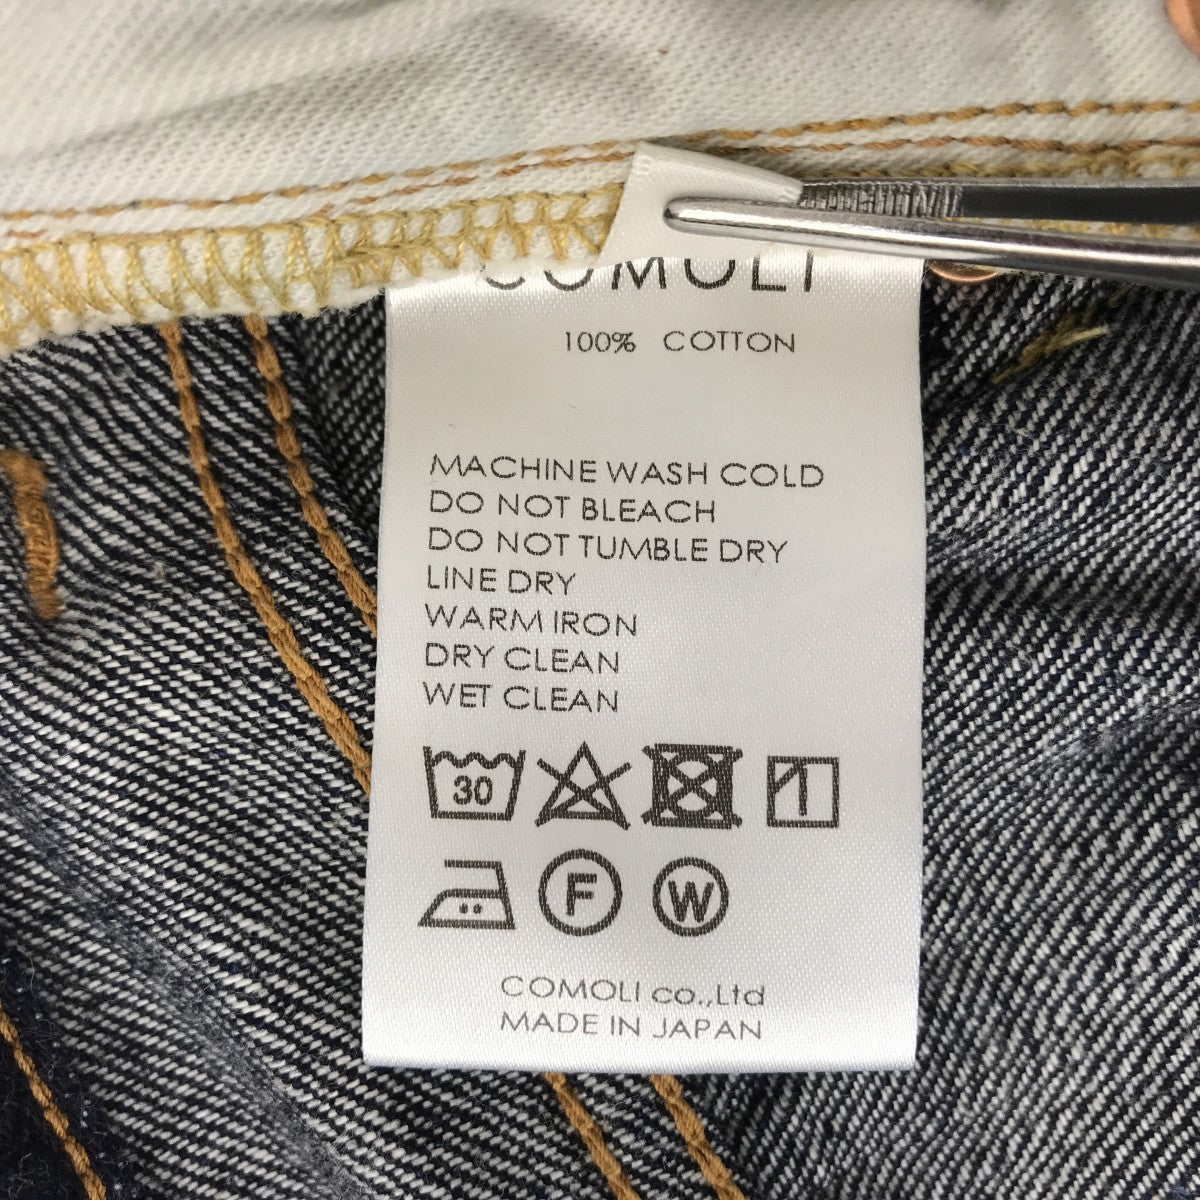 COMOLI
100% COTTON
MACHINE WASH COLD
DO NOT BLEACH
DO NOT TUMBLE DRY
LINE DRY
WARM IRON
DRY CLEAN
WET CLEAN
30
F W
COMOLI co.,Ltd
MADE IN JAPAN